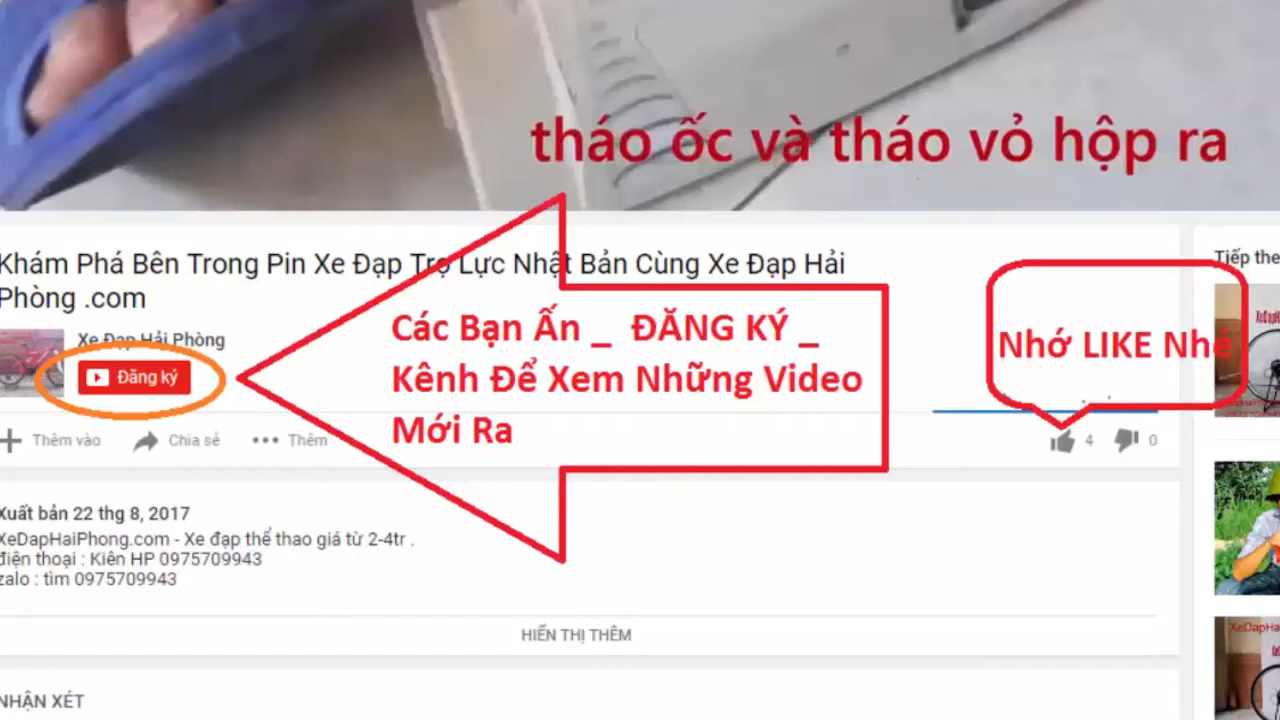 tháo ốc và tháo vỏ hộp ra
Khám Phá Bên Trong Pin Xe Đạp Trợ Lực Nhật Bản Cùng Xe Đạp Hải
Phòng .com
Tiếp the
Xe Đạp Hải Phòng
Đăng ký
Các Bạn Ấn _ ĐĂNG KÝ _
Kênh Để Xem Những Video
Mới Ra
Nhớ LIKE Nhé
Thêm vào
Chia sẻ
Thêm
4
0
Xuất bản 22 thg 8, 2017
XeDapHaiPhong.com - Xe đạp thể thao giá từ 2-4tr .
điện thoại : Kiên HP 0975709943
zalo : tìm 0975709943
HIỂN THỊ THÊM
XeDapHa
NHẬN XÉT